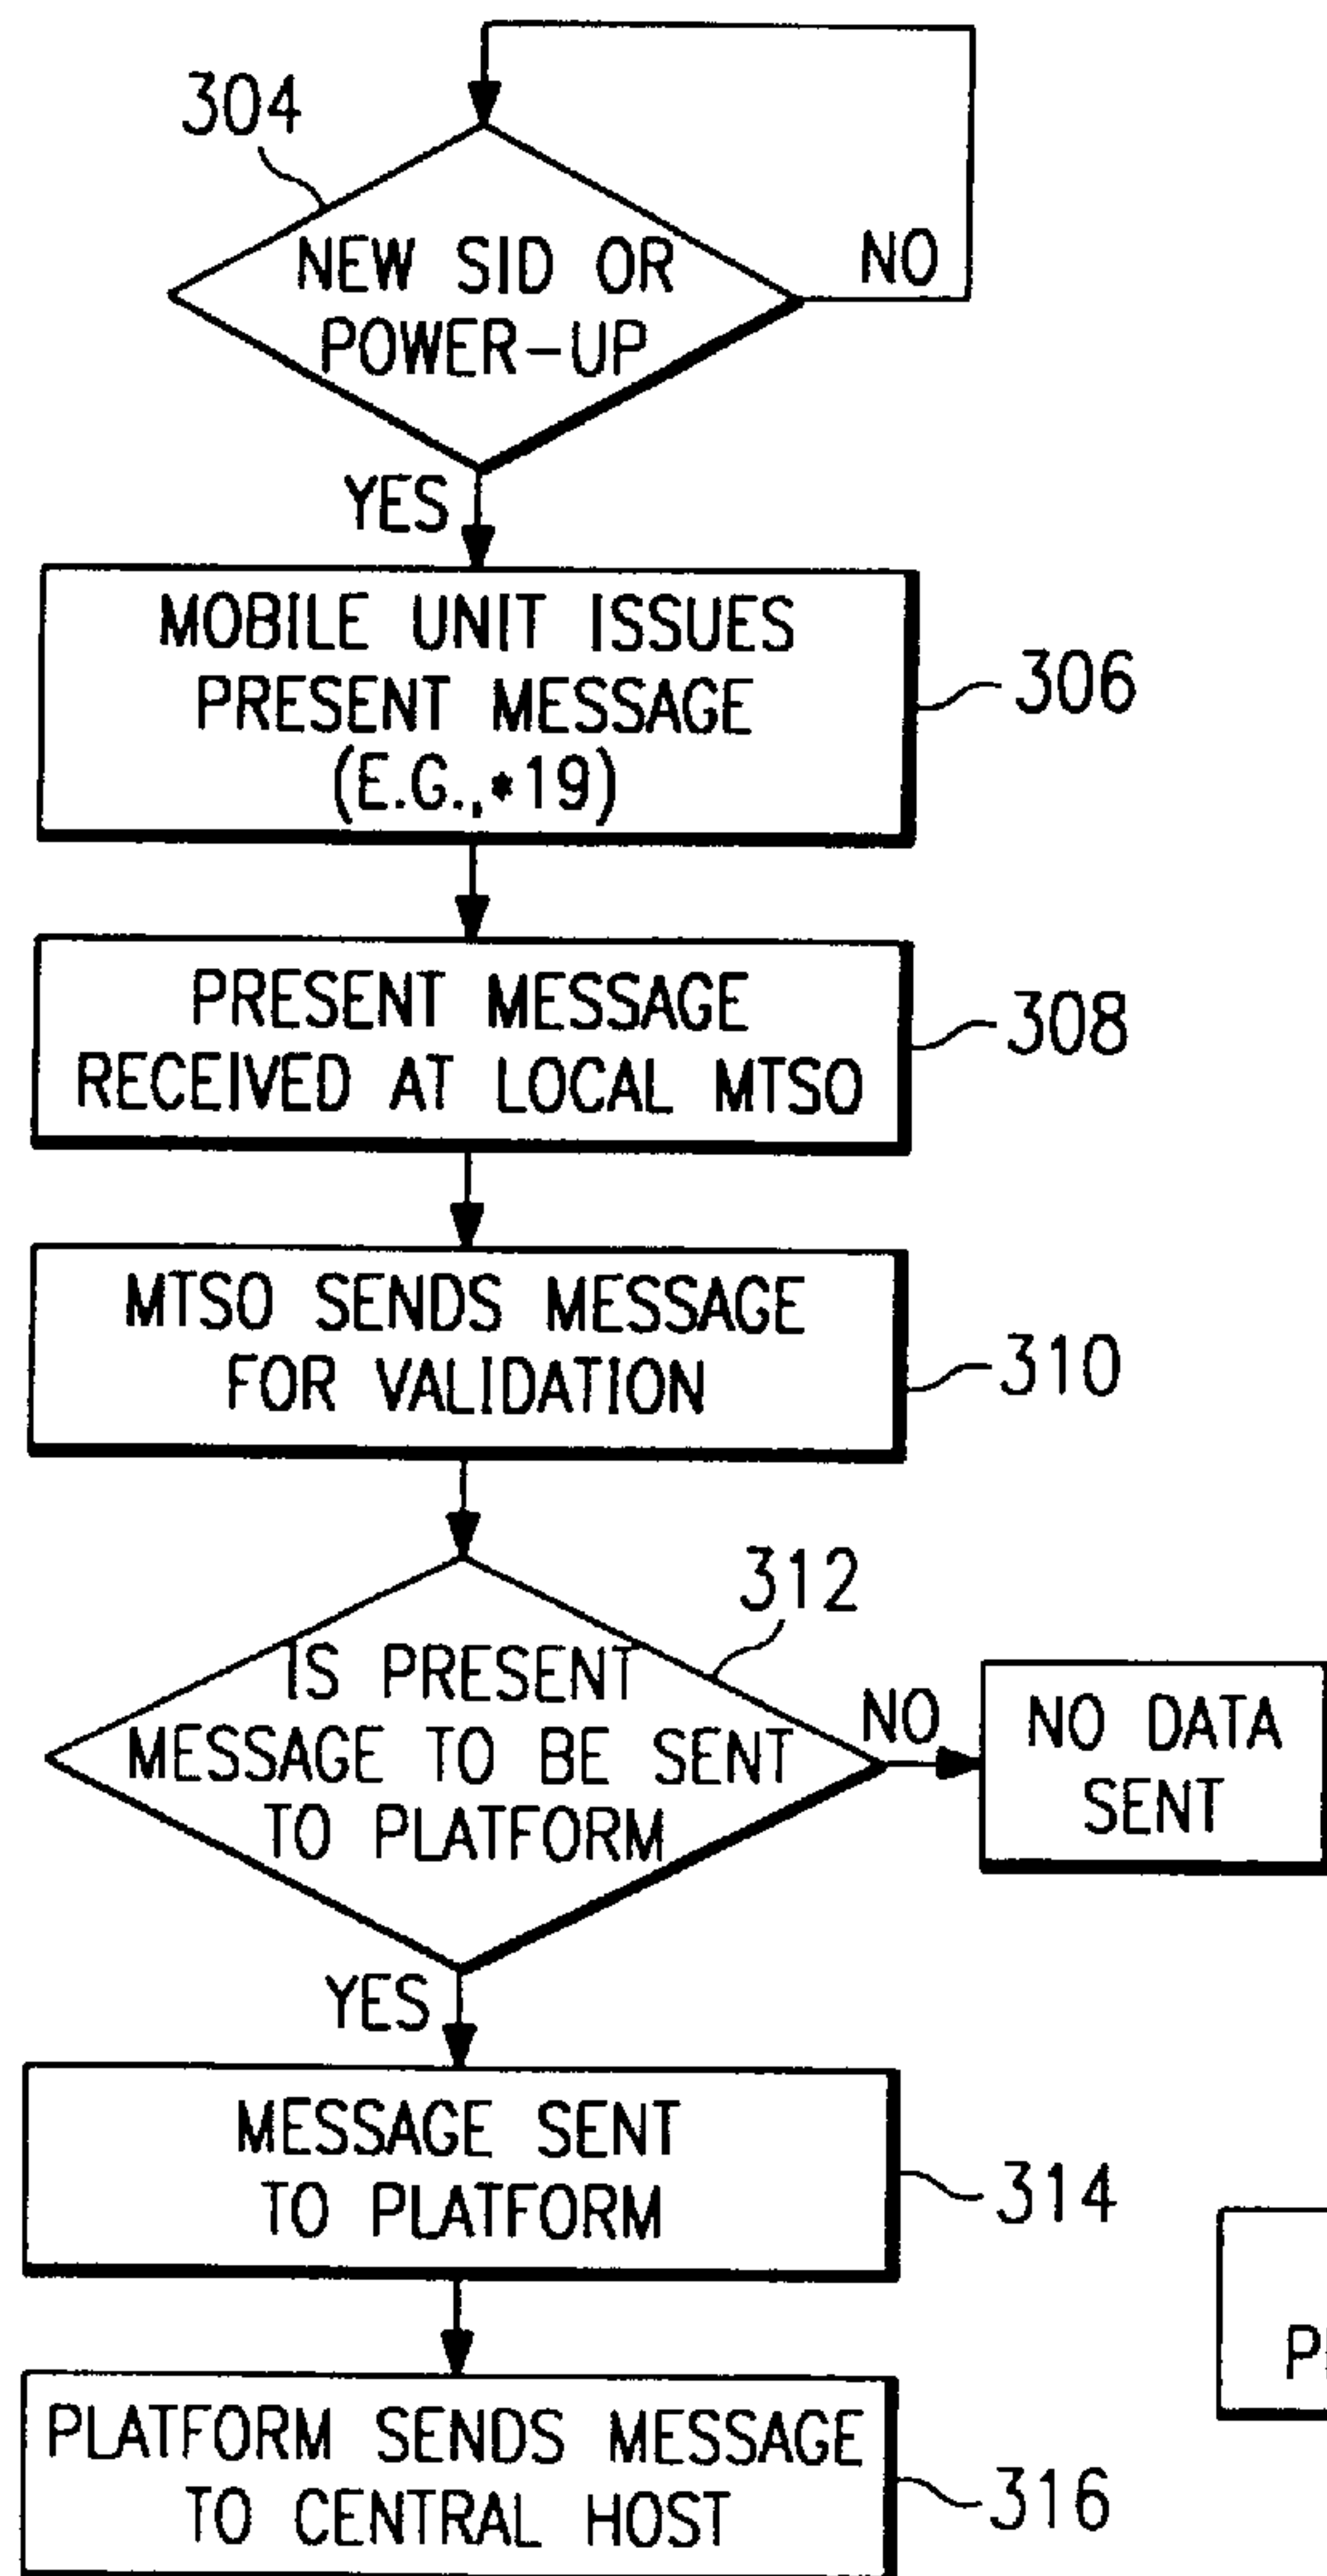 304
NEW SID OR
POWER-UP
NO
YES
MOBILE UNIT ISSUES
PRESENT MESSAGE
(E.G.,*19)
306
PRESENT MESSAGE
RECEIVED AT LOCAL MTSO
308
MTSO SENDS MESSAGE
FOR VALIDATION
310
312
IS PRESENT
MESSAGE TO BE SENT
TO PLATFORM
NO
NO DATA
SENT
YES
MESSAGE SENT
TO PLATFORM
314
PLATFORM SENDS MESSAGE
TO CENTRAL HOST
316